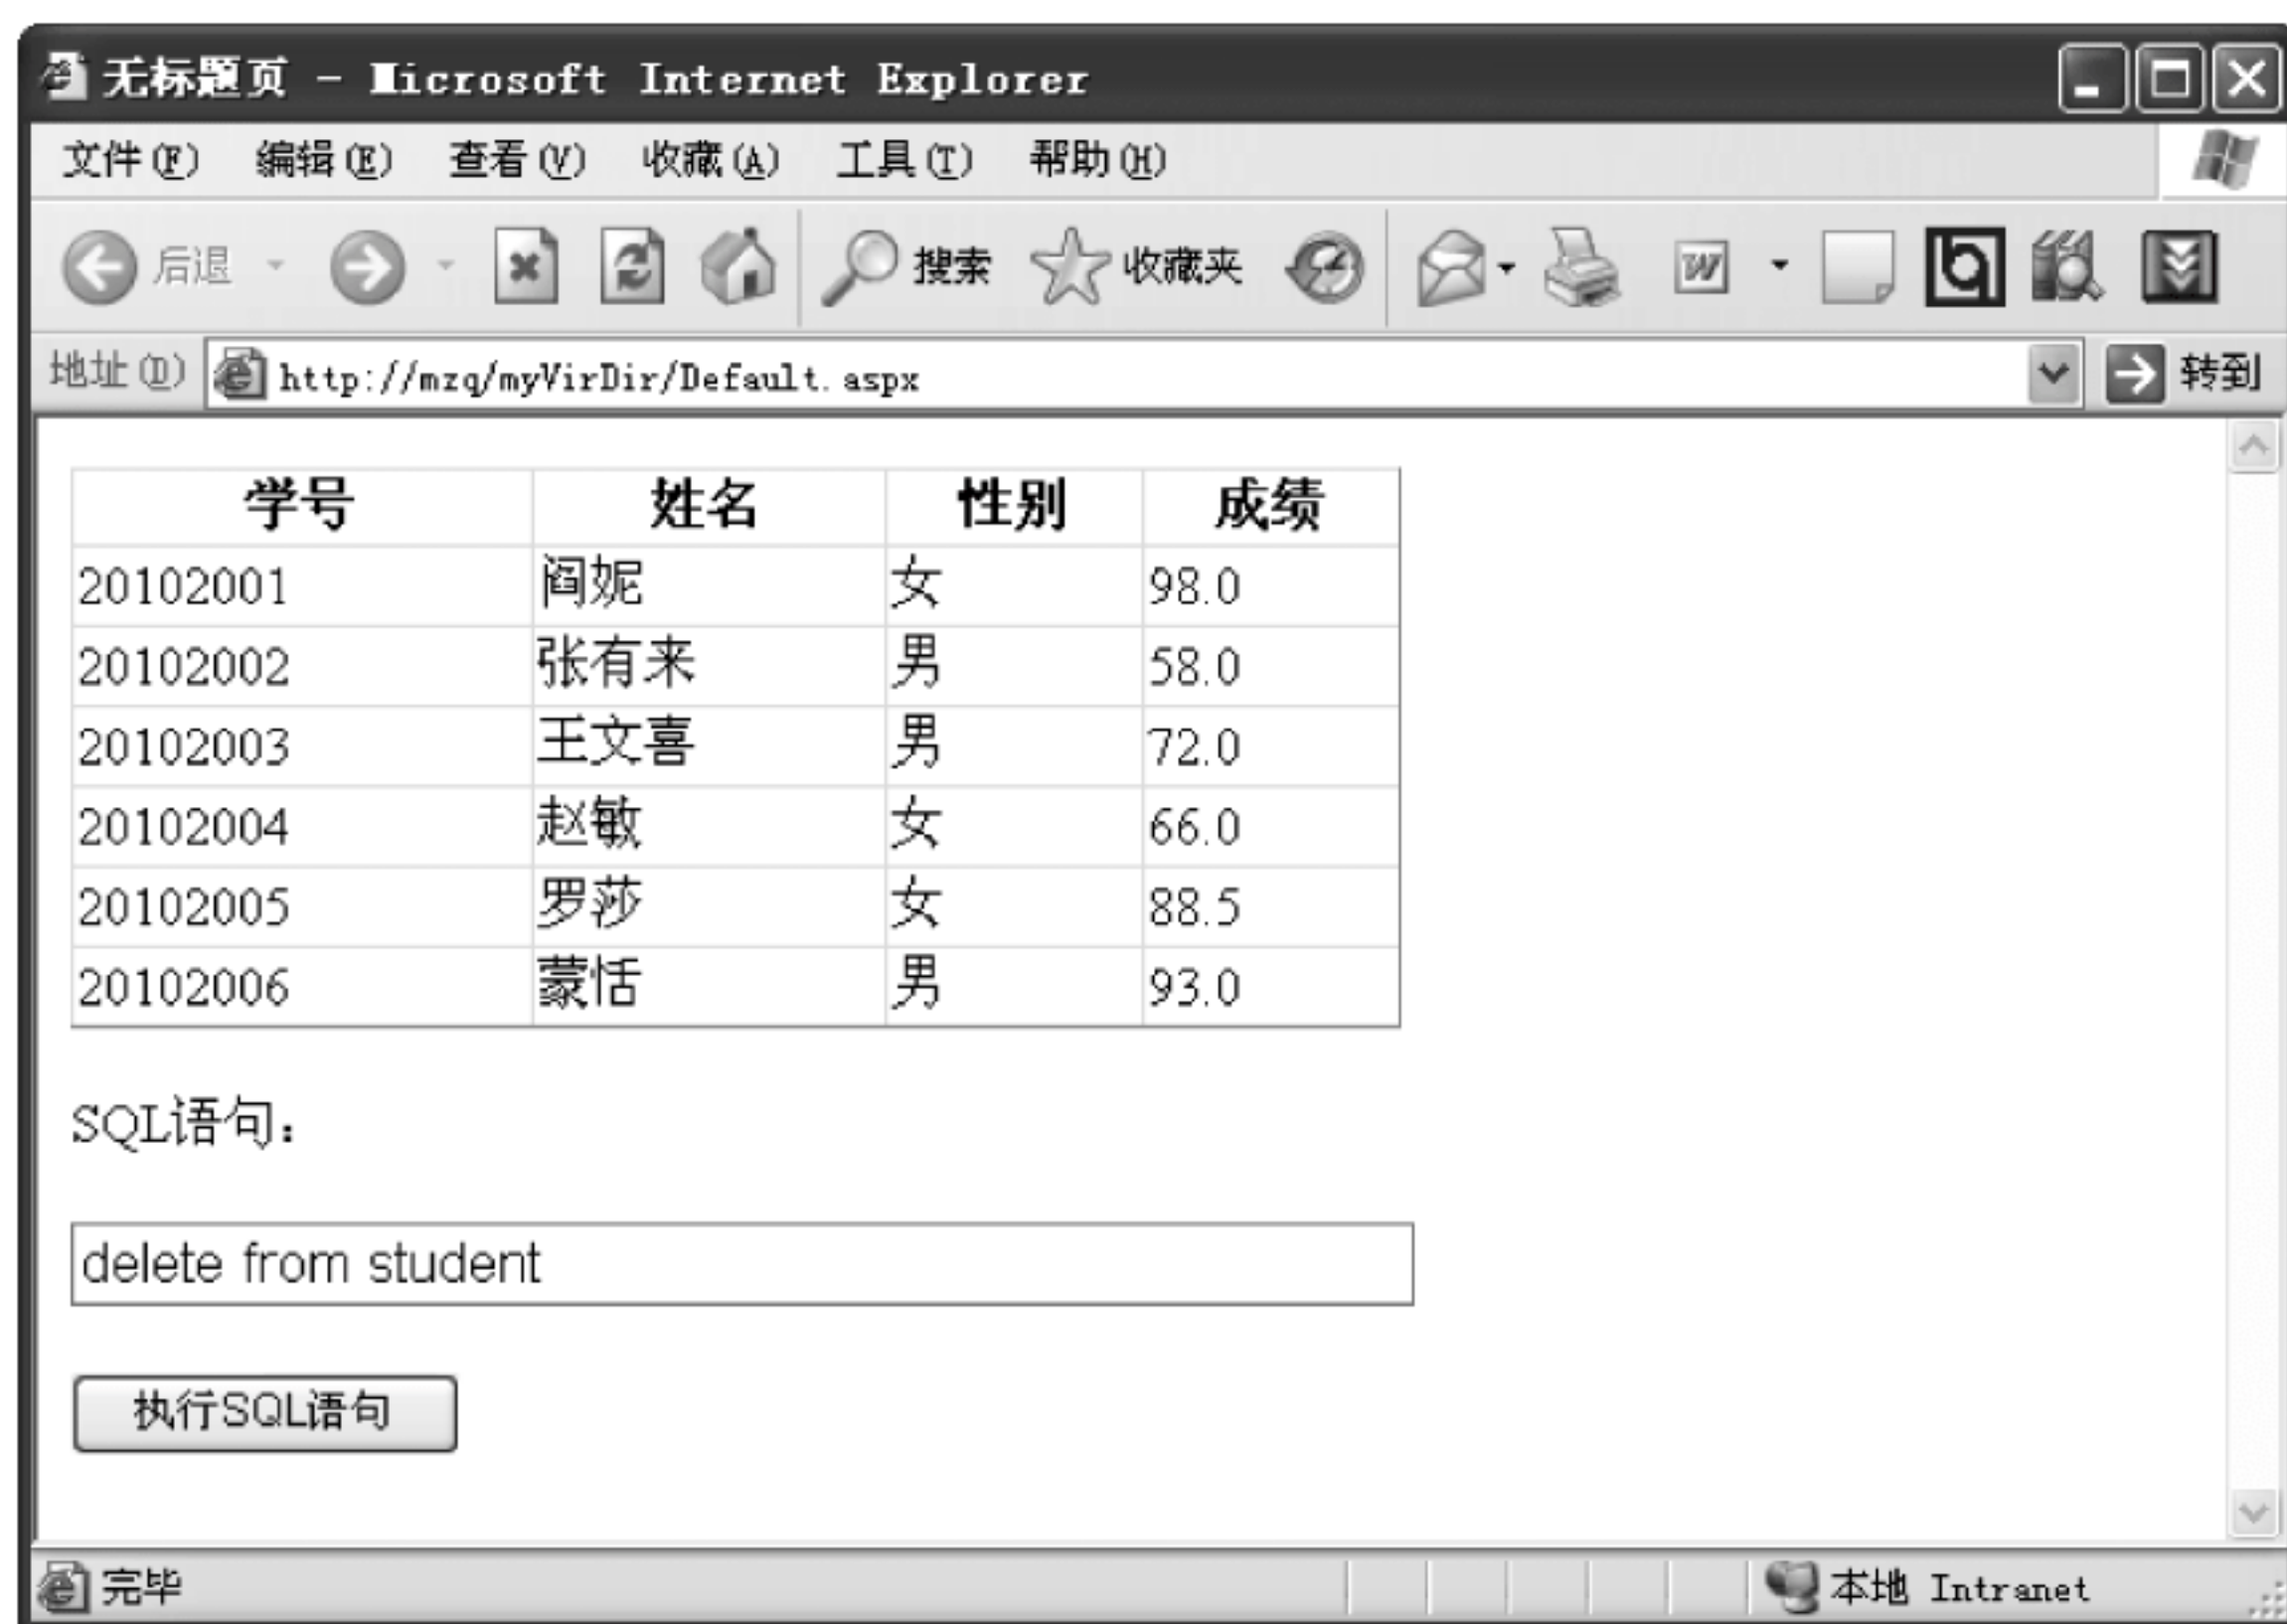 无标题页 - Microsoft Internet Explorer
文件(F) 编辑(E) 查看(V) 收藏(A) 工具(T) 帮助(H)
后退 搜索 收藏夹
地址(D) http://mzq/myVirDir/Default.aspx 转到
学号 姓名 性别 成绩
20102001 阎妮 女 98.0
20102002 张有来 男 58.0
20102003 王文喜 男 72.0
20102004 赵敏 女 66.0
20102005 罗莎 女 88.5
20102006 蒙恬 男 93.0
SQL语句：
delete from student
执行SQL语句
完毕 本地 Intranet